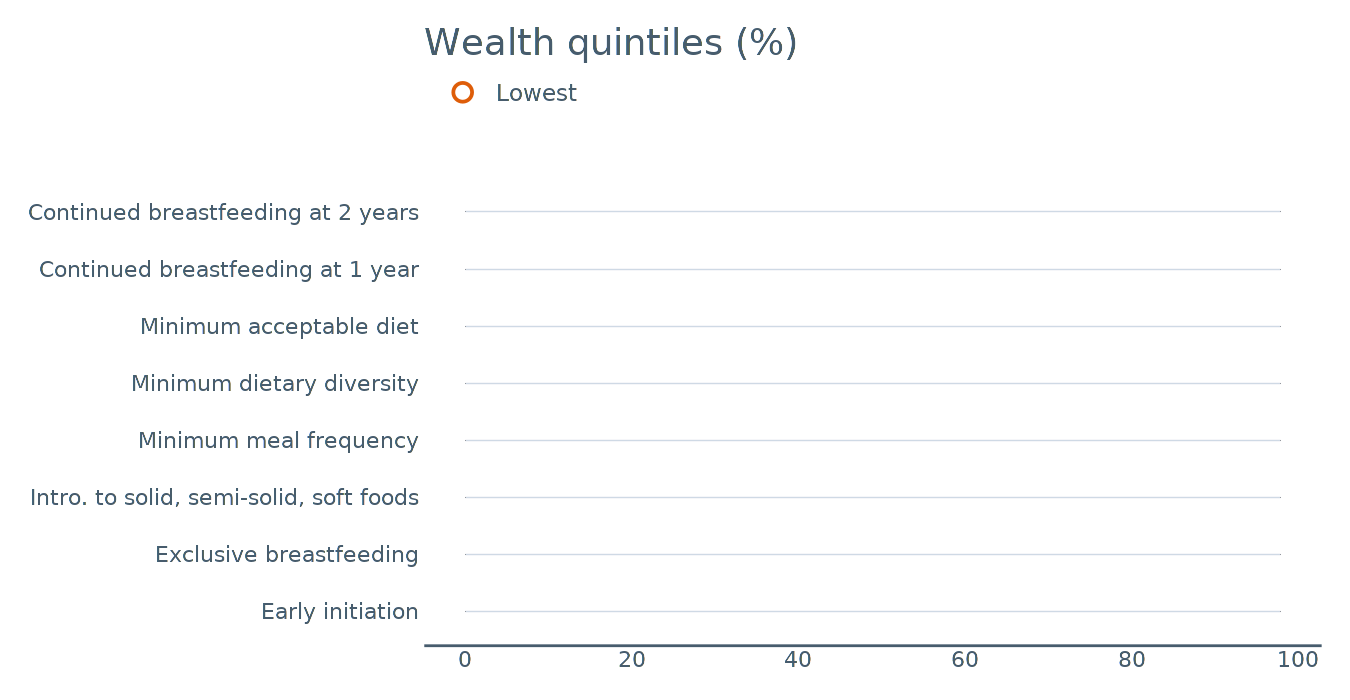 Wealth quintiles (%)
Lowest
Continued breastfeeding at 2 years
Continued breastfeeding at 1 year
Minimum acceptable diet
Minimum dietary diversity
Minimum meal frequency
Intro. to solid, semi-solid, soft foods
Exclusive breastfeeding
Early initiation
0 20 40 60 80 100